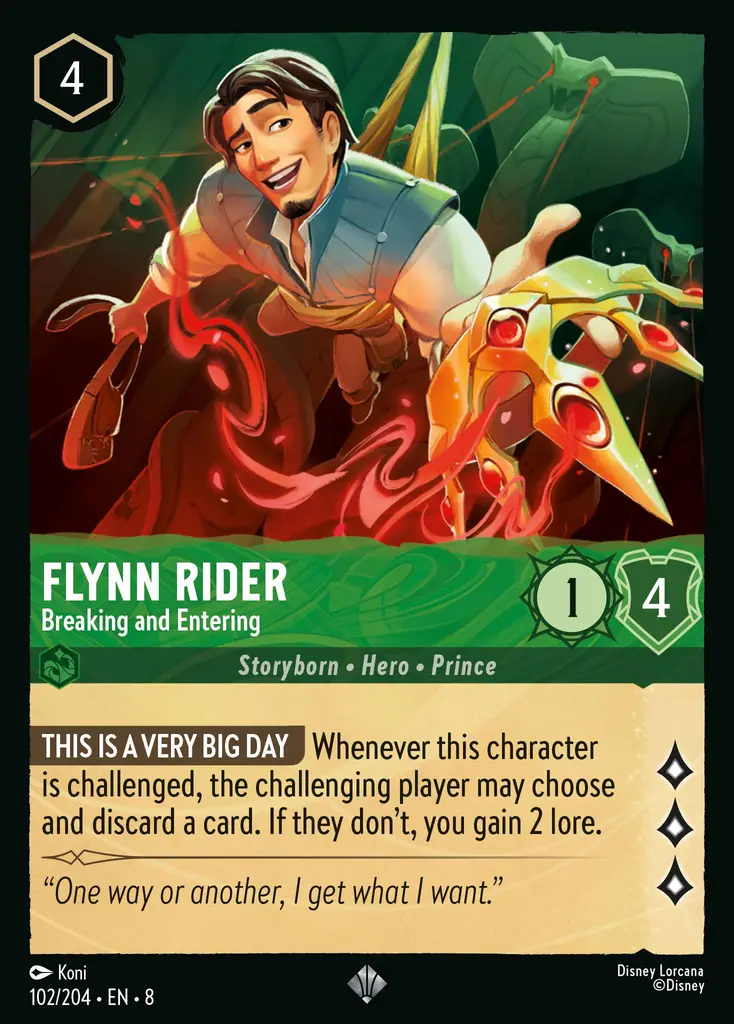 4
FLYNN RIDER
Breaking and Entering
1
4
Storyborn • Hero • Prince
THIS IS A VERY BIG DAY Whenever this character
is challenged, the challenging player may choose
and discard a card. If they don’t, you gain 2 lore.
“One way or another, I get what I want.”
Koni
102/204 • EN • 8
Disney Lorcana
©Disney